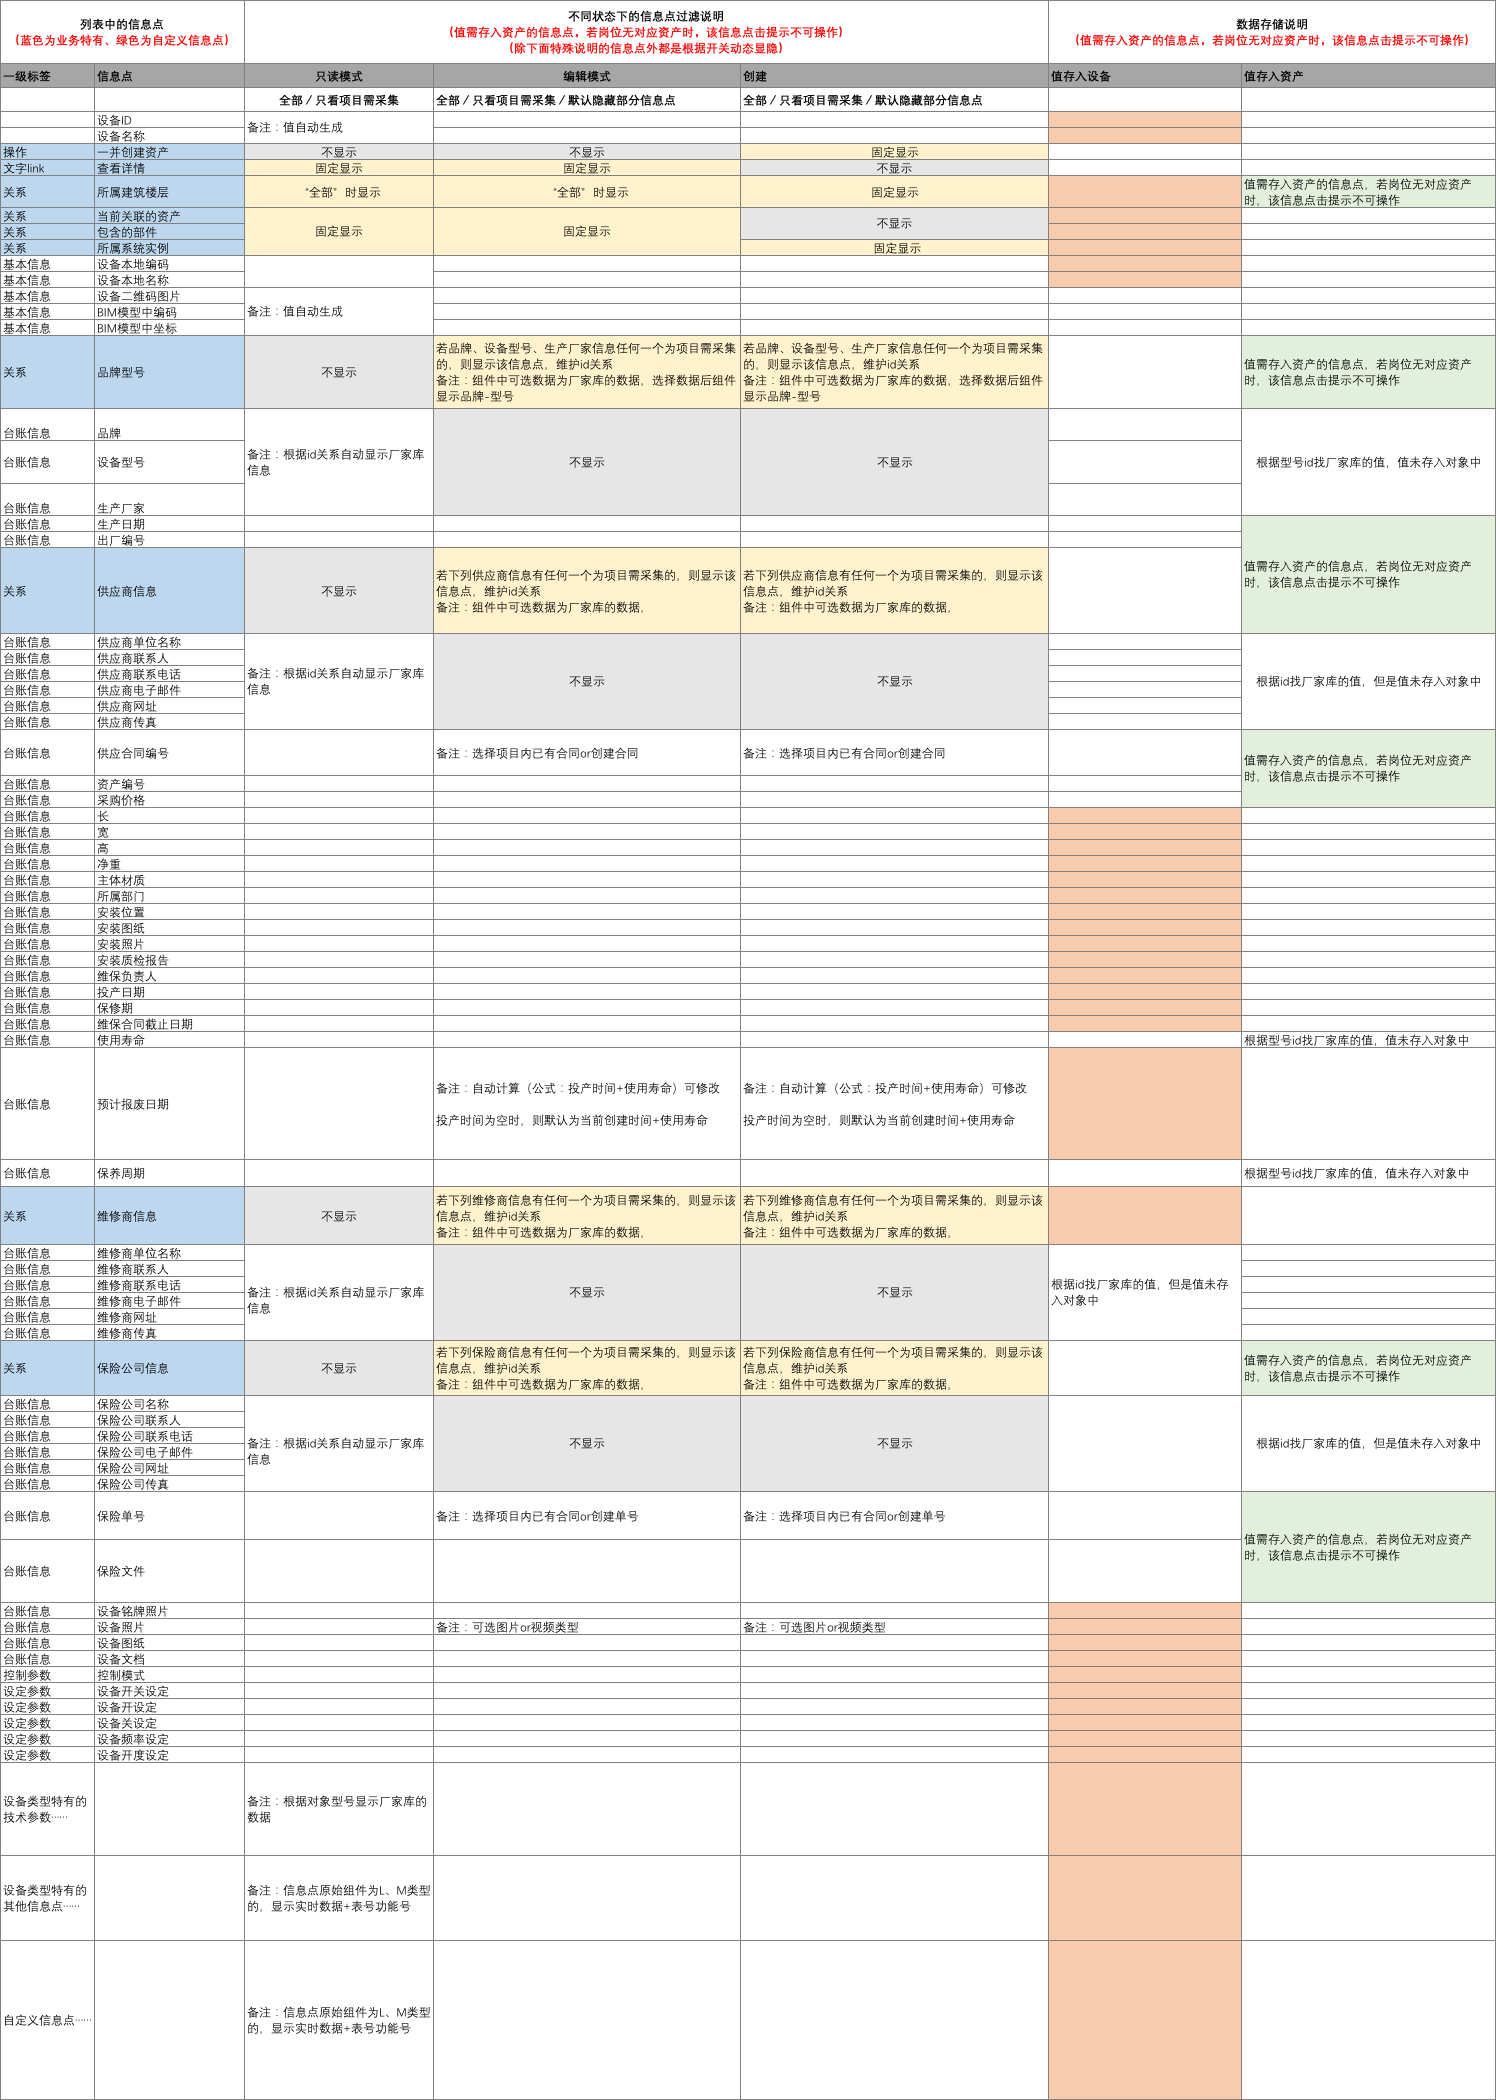 列表中的信息点
(蓝色为业务特有、绿色为自定义信息点)
不同状态下的信息点过滤说明
(值需存入资产的信息点，若岗位无对应资产时，该信息点击提示不可操作)
(除下面特殊说明的信息点外都是根据开关动态显隐)
数据存储说明
(值需存入资产的信息点，若岗位无对应资产时，该信息点击提示不可操作)
一级标签 信息点 只读模式 编辑模式 创建 值存入设备 值存入资产
全部 / 只看项目需采集 全部 / 只看项目需采集 / 默认隐藏部分信息点 全部 / 只看项目需采集 / 默认隐藏部分信息点
设备ID
备注：值自动生成
设备名称
操作 一并创建资产 不显示 不显示 固定显示
文字link 查看详情 固定显示 固定显示 不显示
关系 所属建筑楼层 "全部" 时显示 "全部" 时显示 固定显示
值需存入资产的信息点，若岗位无对应资产
时，该信息点击提示不可操作
关系 当前关联的资产
关系 包含的部件
固定显示 固定显示 不显示
关系 所属系统实例 固定显示
基本信息 设备本地编码
基本信息 设备本地名称
基本信息 设备二维码图片
基本信息 BIM模型中编码
备注：值自动生成
基本信息 BIM模型中坐标
关系 品牌型号 不显示
若品牌、设备型号、生产厂家信息任何一个为项目需采集
的，则显示该信息点，维护id关系
备注：组件中可选数据为厂家库的数据，选择数据后组件
显示品牌-型号
若品牌、设备型号、生产厂家信息任何一个为项目需采集
的，则显示该信息点，维护id关系
备注：组件中可选数据为厂家库的数据，选择数据后组件
显示品牌-型号
值需存入资产的信息点，若岗位无对应资产
时，该信息点击提示不可操作
台账信息 品牌
台账信息 设备型号
备注：根据id关系自动显示厂家库
信息
不显示 不显示 根据型号id找厂家库的值，值未存入对象中
台账信息 生产厂家
台账信息 生产日期
台账信息 出厂编号
值需存入资产的信息点，若岗位无对应资产
时，该信息点击提示不可操作
关系 供应商信息 不显示
若下列供应商信息有任何一个为项目需采集的，则显示该
信息点，维护id关系
备注：组件中可选数据为厂家库的数据，
若下列供应商信息有任何一个为项目需采集的，则显示该
信息点，维护id关系
备注：组件中可选数据为厂家库的数据，
台账信息 供应商单位名称
台账信息 供应商联系人
台账信息 供应商联系电话
台账信息 供应商电子邮件
备注：根据id关系自动显示厂家库
信息
不显示 不显示 根据id找厂家库的值，但是值未存入对象中
台账信息 供应商网址
台账信息 供应商传真
台账信息 供应合同编号 备注：选择项目内已有合同or创建合同 备注：选择项目内已有合同or创建合同
值需存入资产的信息点，若岗位无对应资产
时，该信息点击提示不可操作
台账信息 资产编号
台账信息 采购价格
台账信息 长
台账信息 宽
台账信息 高
台账信息 净重
台账信息 主体材质
台账信息 所属部门
台账信息 安装位置
台账信息 安装图纸
台账信息 安装照片
台账信息 安装质检报告
台账信息 维保负责人
台账信息 投产日期
台账信息 保修期
台账信息 维保合同截止日期
台账信息 使用寿命 根据型号id找厂家库的值，值未存入对象中
台账信息 预计报废日期
备注：自动计算（公式：投产时间+使用寿命）可修改
投产时间为空时，则默认为当前创建时间+使用寿命
备注：自动计算（公式：投产时间+使用寿命）可修改
投产时间为空时，则默认为当前创建时间+使用寿命
台账信息 保养周期 根据型号id找厂家库的值，值未存入对象中
关系 维修商信息 不显示
若下列维修商信息有任何一个为项目需采集的，则显示该
信息点，维护id关系
备注：组件中可选数据为厂家库的数据，
若下列维修商信息有任何一个为项目需采集的，则显示该
信息点，维护id关系
备注：组件中可选数据为厂家库的数据，
台账信息 维修商单位名称
台账信息 维修商联系人
台账信息 维修商联系电话
台账信息 维修商电子邮件
备注：根据id关系自动显示厂家库
信息
不显示 不显示
根据id找厂家库的值，但是值未存
入对象中
台账信息 维修商网址
台账信息 维修商传真
关系 保险公司信息 不显示
若下列保险商信息有任何一个为项目需采集的，则显示该
信息点，维护id关系
备注：组件中可选数据为厂家库的数据，
若下列保险商信息有任何一个为项目需采集的，则显示该
信息点，维护id关系
备注：组件中可选数据为厂家库的数据，
值需存入资产的信息点，若岗位无对应资产
时，该信息点击提示不可操作
台账信息 保险公司名称
台账信息 保险公司联系人
台账信息 保险公司联系电话
台账信息 保险公司电子邮件
备注：根据id关系自动显示厂家库
信息
不显示 不显示 根据id找厂家库的值，但是值未存入对象中
台账信息 保险公司网址
台账信息 保险公司传真
台账信息 保险单号 备注：选择项目内已有合同or创建单号 备注：选择项目内已有合同or创建单号
值需存入资产的信息点，若岗位无对应资产
时，该信息点击提示不可操作
台账信息 保险文件
台账信息 设备铭牌照片
台账信息 设备照片 备注：可选图片or视频类型 备注：可选图片or视频类型
台账信息 设备图纸
台账信息 设备文档
控制参数 控制模式
设定参数 设备开关设定
设定参数 设备开设定
设定参数 设备关设定
设定参数 设备频率设定
设定参数 设备开度设定
设备类型特有的
技术参数……
备注：根据对象型号显示厂家库的
数据
设备类型特有的
其他信息点……
备注：信息点原始组件为L、M类型
的，显示实时数据+表号功能号
自定义信息点……
备注：信息点原始组件为L、M类型
的，显示实时数据+表号功能号